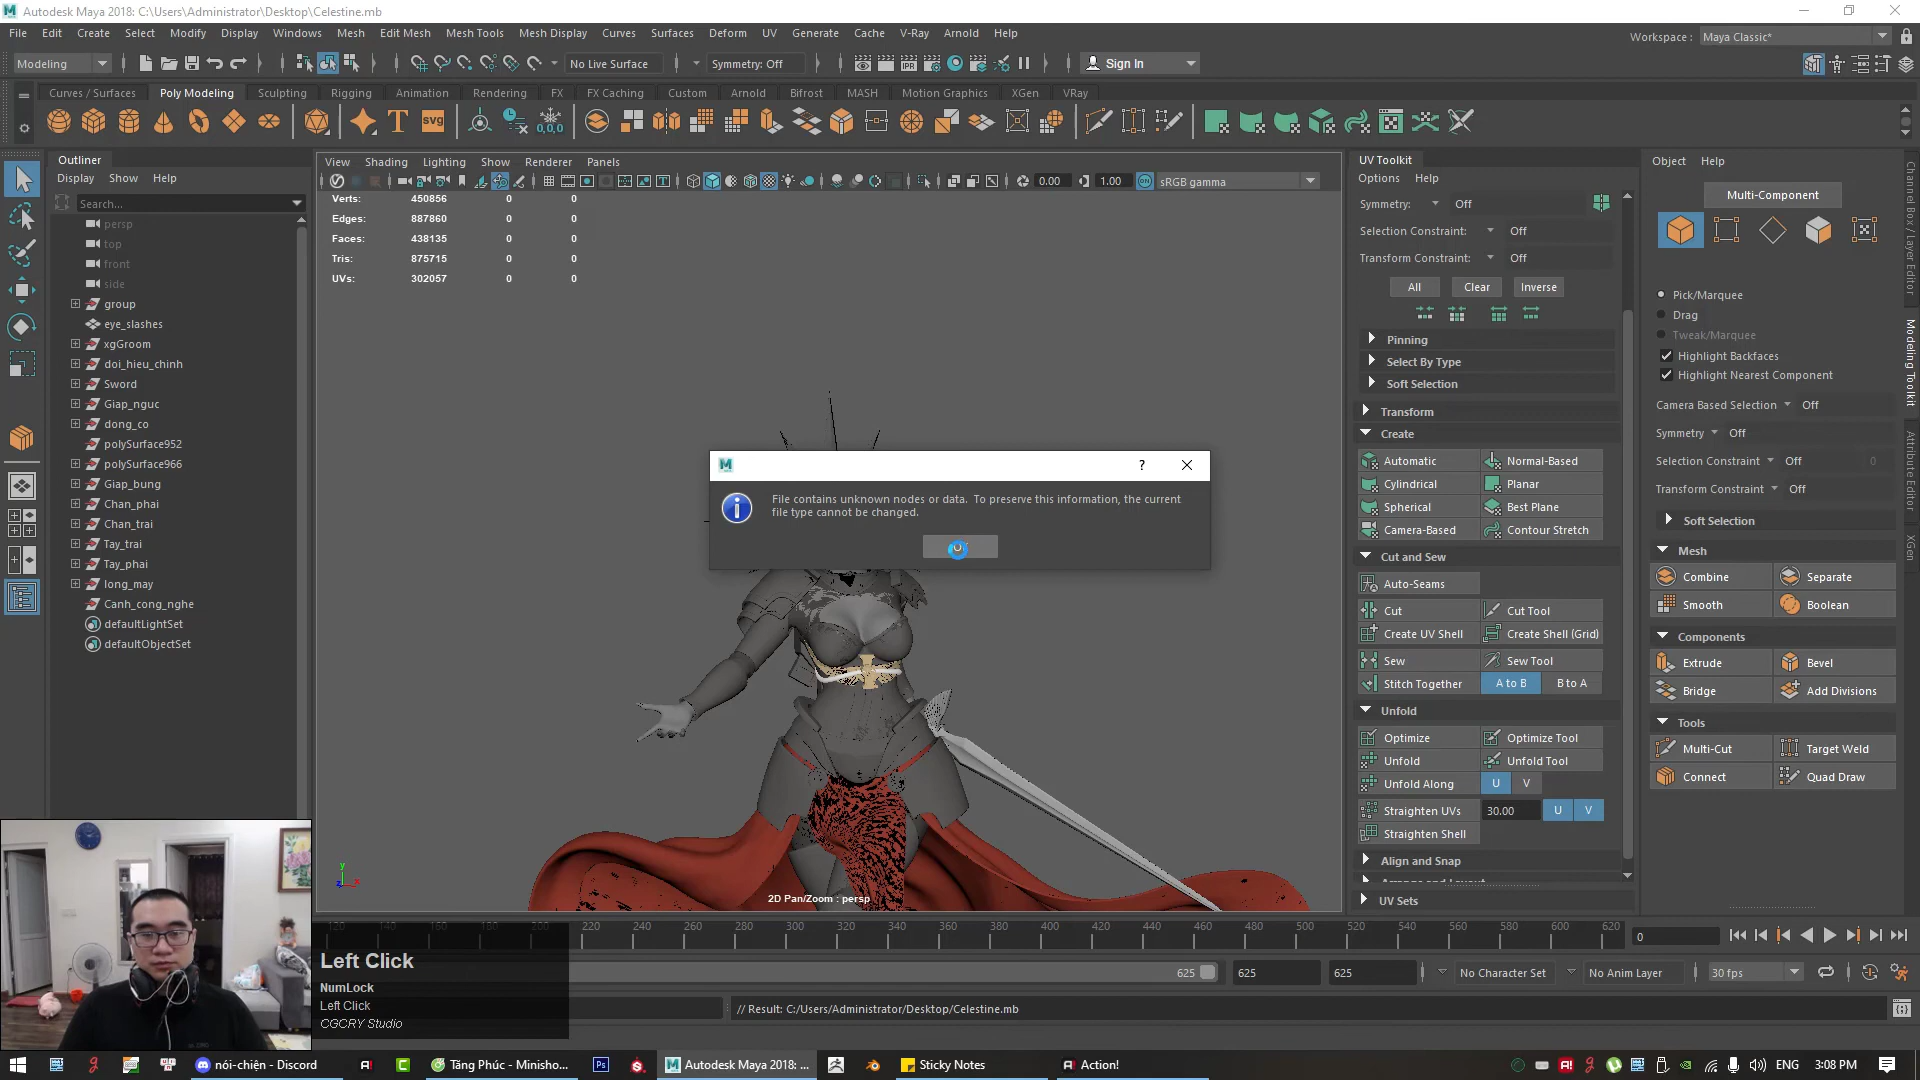 Autodesk Maya 2018: C:\Users\Administrator\Desktop\Celestine.mb
File Edit Create Select Modify Display Windows Mesh Edit Mesh Mesh Tools Mesh Display Curves Surfaces Deform UV Generate Cache V-Ray Arnold Help
Workspace : Maya Classic*
Modeling No Live Surface Symmetry: Off Sign In
Curves / Surfaces Poly Modeling Sculpting Rigging Animation Rendering FX FX Caching Custom Arnold Bifrost MASH Motion Graphics XGen VRay
Outliner
Display Show Help
Search...
persp
top
front
side
group
eye_slashes
xgGroom
doi_hieu_chinh
Sword
Giap_nguc
dong_co
polySurface952
polySurface966
Giap_bung
Chan_phai
Chan_trai
Tay_trai
Tay_phai
long_may
Canh_cong_nghe
defaultLightSet
defaultObjectSet
View Shading Lighting Show Renderer Panels
0.00 1.00 sRGB gamma
Verts: 450856 0 0
Edges: 887860 0 0
Faces: 438135 0 0
Tris: 875715 0 0
UVs: 302057 0 0
File contains unknown nodes or data. To preserve this information, the current
file type cannot be changed.
2D Pan/Zoom : persp
UV Toolkit
Options Help
Symmetry: Off
Selection Constraint: Off
Transform Constraint: Off
All Clear Inverse
Pinning
Select By Type
Soft Selection
Transform
Create
Automatic Normal-Based
Cylindrical Planar
Spherical Best Plane
Camera-Based Contour Stretch
Cut and Sew
Auto-Seams
Cut Cut Tool
Create UV Shell Create Shell (Grid)
Sew Sew Tool
Stitch Together A to B B to A
Unfold
Optimize Optimize Tool
Unfold Unfold Tool
Unfold Along U V
Straighten UVs 30.00 U V
Straighten Shell
Align and Snap
UV Sets
Object Help
Multi-Component
Pick/Marquee
Drag
Tweak/Marquee
Highlight Backfaces
Highlight Nearest Component
Camera Based Selection Off
Symmetry Off
Selection Constraint Off 0
Transform Constraint Off
Soft Selection
Mesh
Combine Separate
Smooth Boolean
Components
Extrude Bevel
Bridge Add Divisions
Tools
Multi-Cut Target Weld
Connect Quad Draw
Channel Box / Layer Editor
Modeling Toolkit
Attribute Editor
XGen
120 140 160 180 200 220 240 260 280 300 320 340 360 380 400 420 440 460 480 500 520 540 560 580 600 620
0
625 625 625 No Character Set No Anim Layer 30 fps
// Result: C:/Users/Administrator/Desktop/Celestine.mb
Left Click
NumLock
Left Click
CGCRY Studio
nói-chiện - Discord Tăng Phúc - Minisho... Autodesk Maya 2018: ... Sticky Notes Action! ENG 3:08 PM